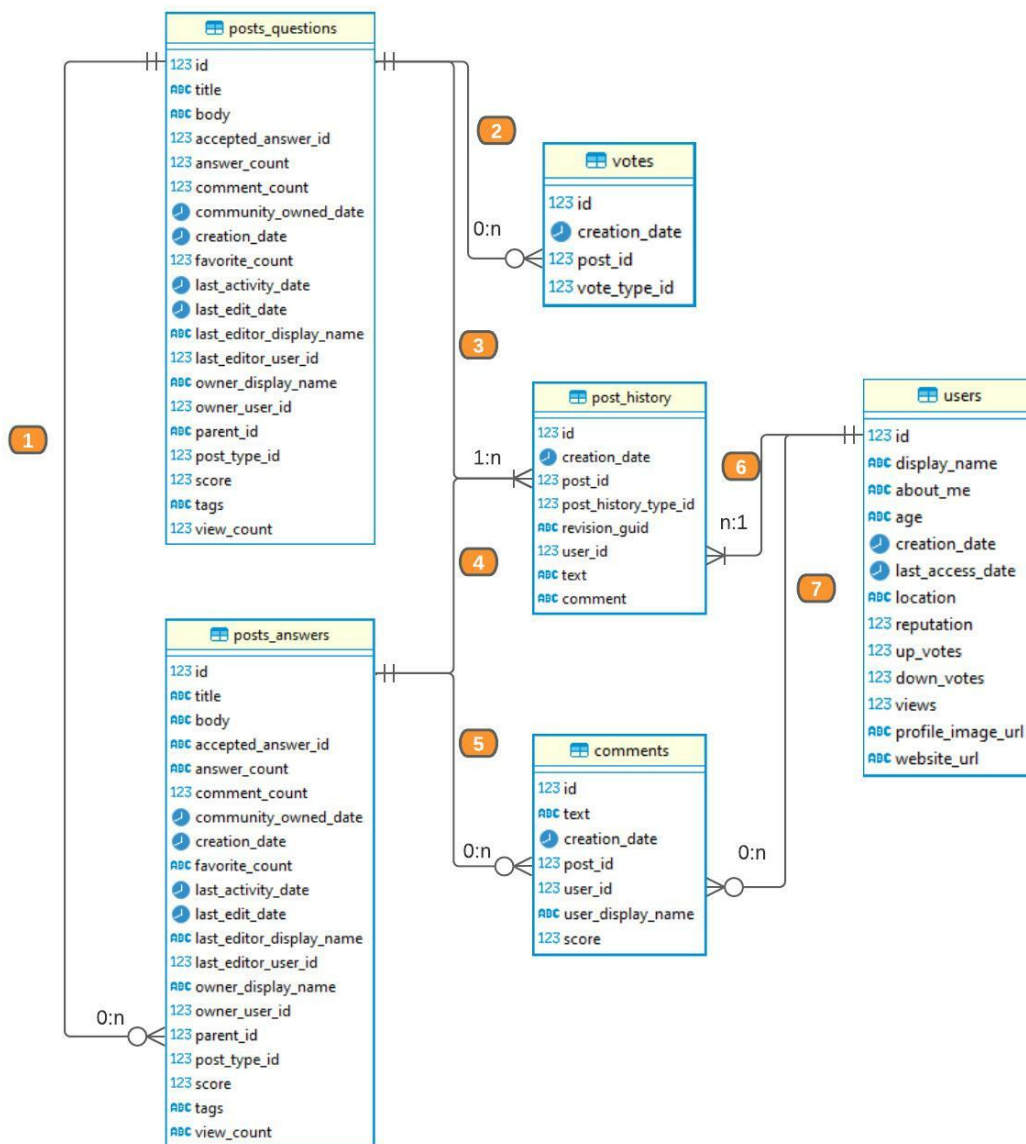 posts_questions
123 id
ABC title
ABC body
123 accepted_answer_id
123 answer_count
123 comment_count
community_owned_date
creation_date
123 favorite_count
last_activity_date
last_edit_date
ABC last_editor_display_name
123 last_editor_user_id
ABC owner_display_name
123 owner_user_id
ABC parent_id
123 post_type_id
123 score
ABC tags
123 view_count
2
votes
123 id
creation_date
123 post_id
123 vote_type_id
0:n
3
1
post_history
123 id
creation_date
123 post_id
123 post_history_type_id
ABC revision_guid
123 user_id
ABC text
ABC comment
1:n
6
n:1
users
123 id
ABC display_name
ABC about_me
ABC age
creation_date
last_access_date
ABC location
123 reputation
123 up_votes
123 down_votes
123 views
ABC profile_image_url
ABC website_url
4
7
posts_answers
123 id
ABC title
ABC body
ABC accepted_answer_id
ABC answer_count
123 comment_count
community_owned_date
creation_date
ABC favorite_count
last_activity_date
last_edit_date
ABC last_editor_display_name
123 last_editor_user_id
ABC owner_display_name
123 owner_user_id
123 parent_id
123 post_type_id
123 score
ABC tags
ABC view_count
0:n
5
comments
123 id
ABC text
creation_date
123 post_id
123 user_id
ABC user_display_name
123 score
0:n
0:n